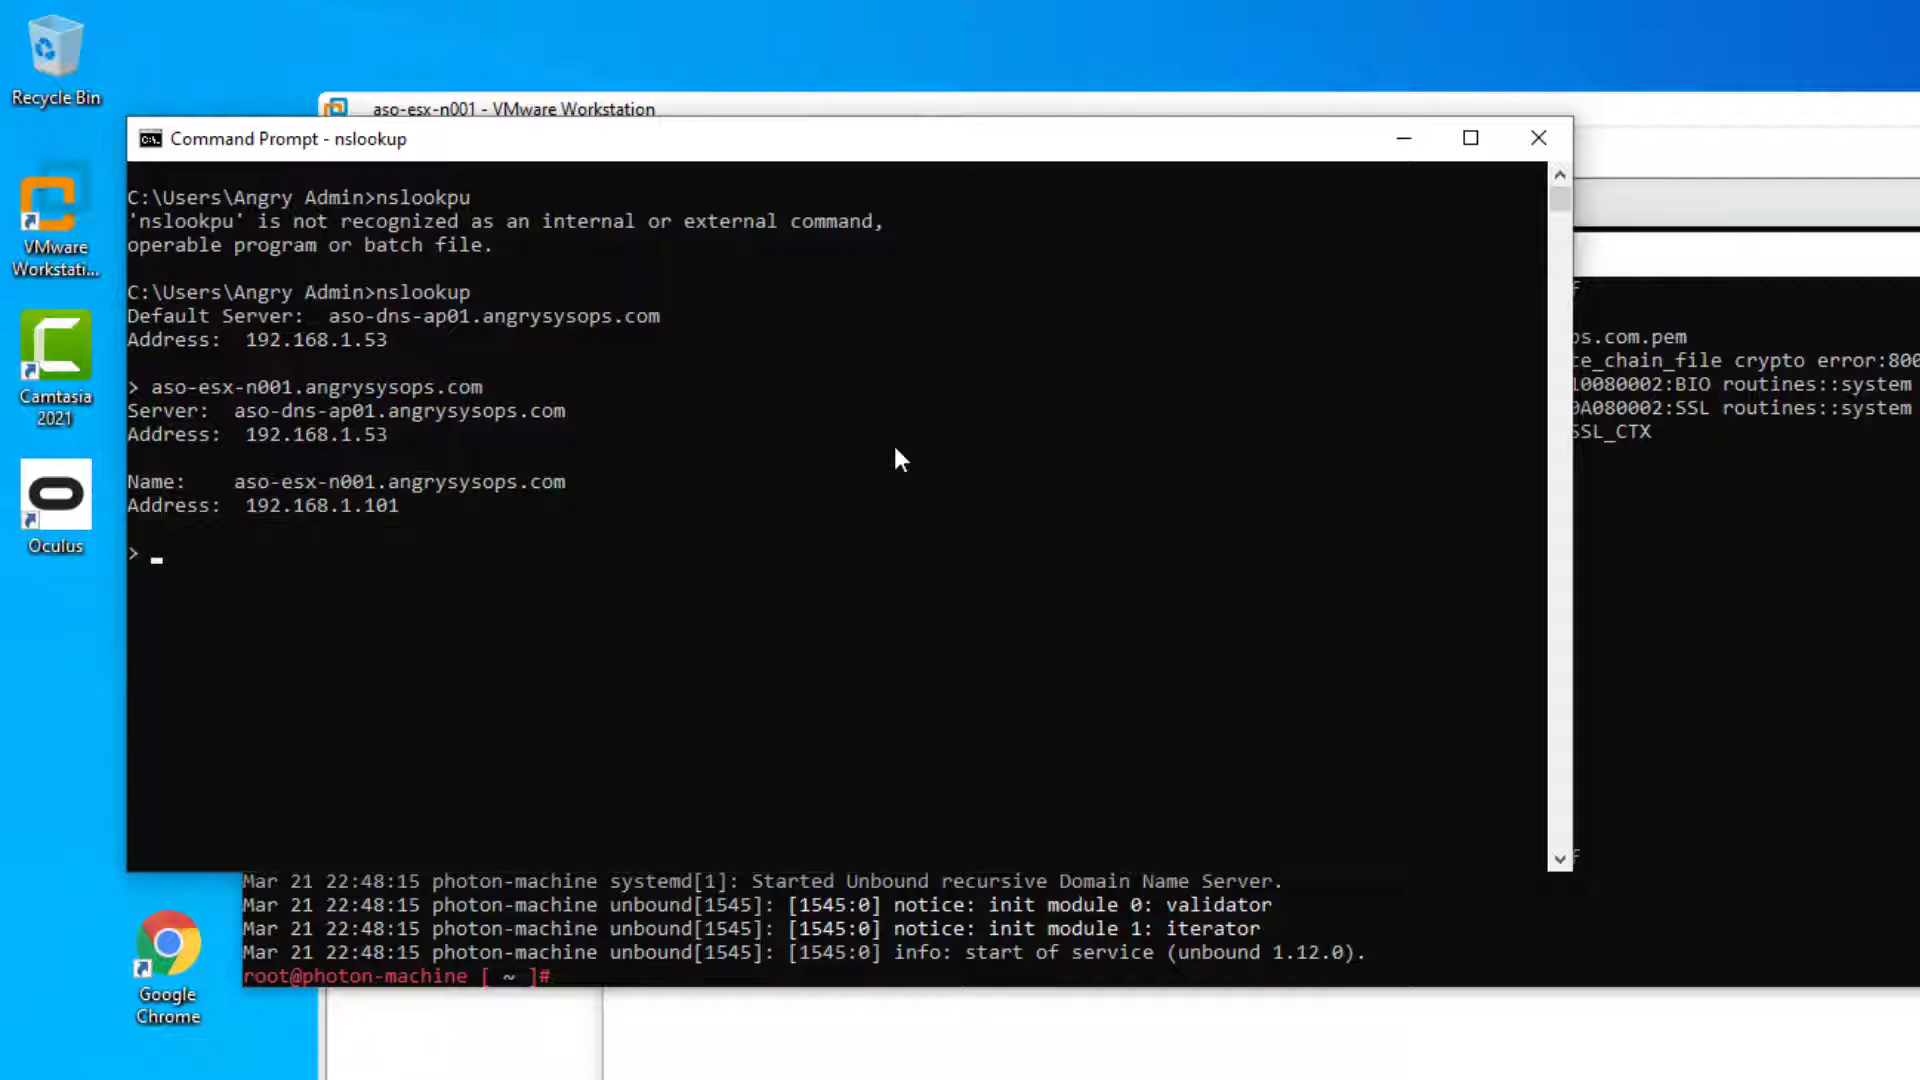 Recycle Bin
VMware
Workstati...
Camtasia
2021
Oculus
Google
Chrome
aso-esx-n001 - VMware Workstation
Command Prompt - nslookup
C:\Users\Angry Admin>nslookpu
'nslookpu' is not recognized as an internal or external command,
operable program or batch file.
C:\Users\Angry Admin>nslookup
Default Server:  aso-dns-ap01.angrysysops.com
Address:  192.168.1.53
> aso-esx-n001.angrysysops.com
Server:  aso-dns-ap01.angrysysops.com
Address:  192.168.1.53
Name:    aso-esx-n001.angrysysops.com
Address:  192.168.1.101
>
f
ps.com.pem
te_chain_file crypto error:800
10080002:BIO routines::system
0A080002:SSL routines::system
SSL_CTX
f
Mar 21 22:48:15 photon-machine systemd[1]: Started Unbound recursive Domain Name Server.
Mar 21 22:48:15 photon-machine unbound[1545]: [1545:0] notice: init module 0: validator
Mar 21 22:48:15 photon-machine unbound[1545]: [1545:0] notice: init module 1: iterator
Mar 21 22:48:15 photon-machine unbound[1545]: [1545:0] info: start of service (unbound 1.12.0).
root@photon-machine [ ~ ]#